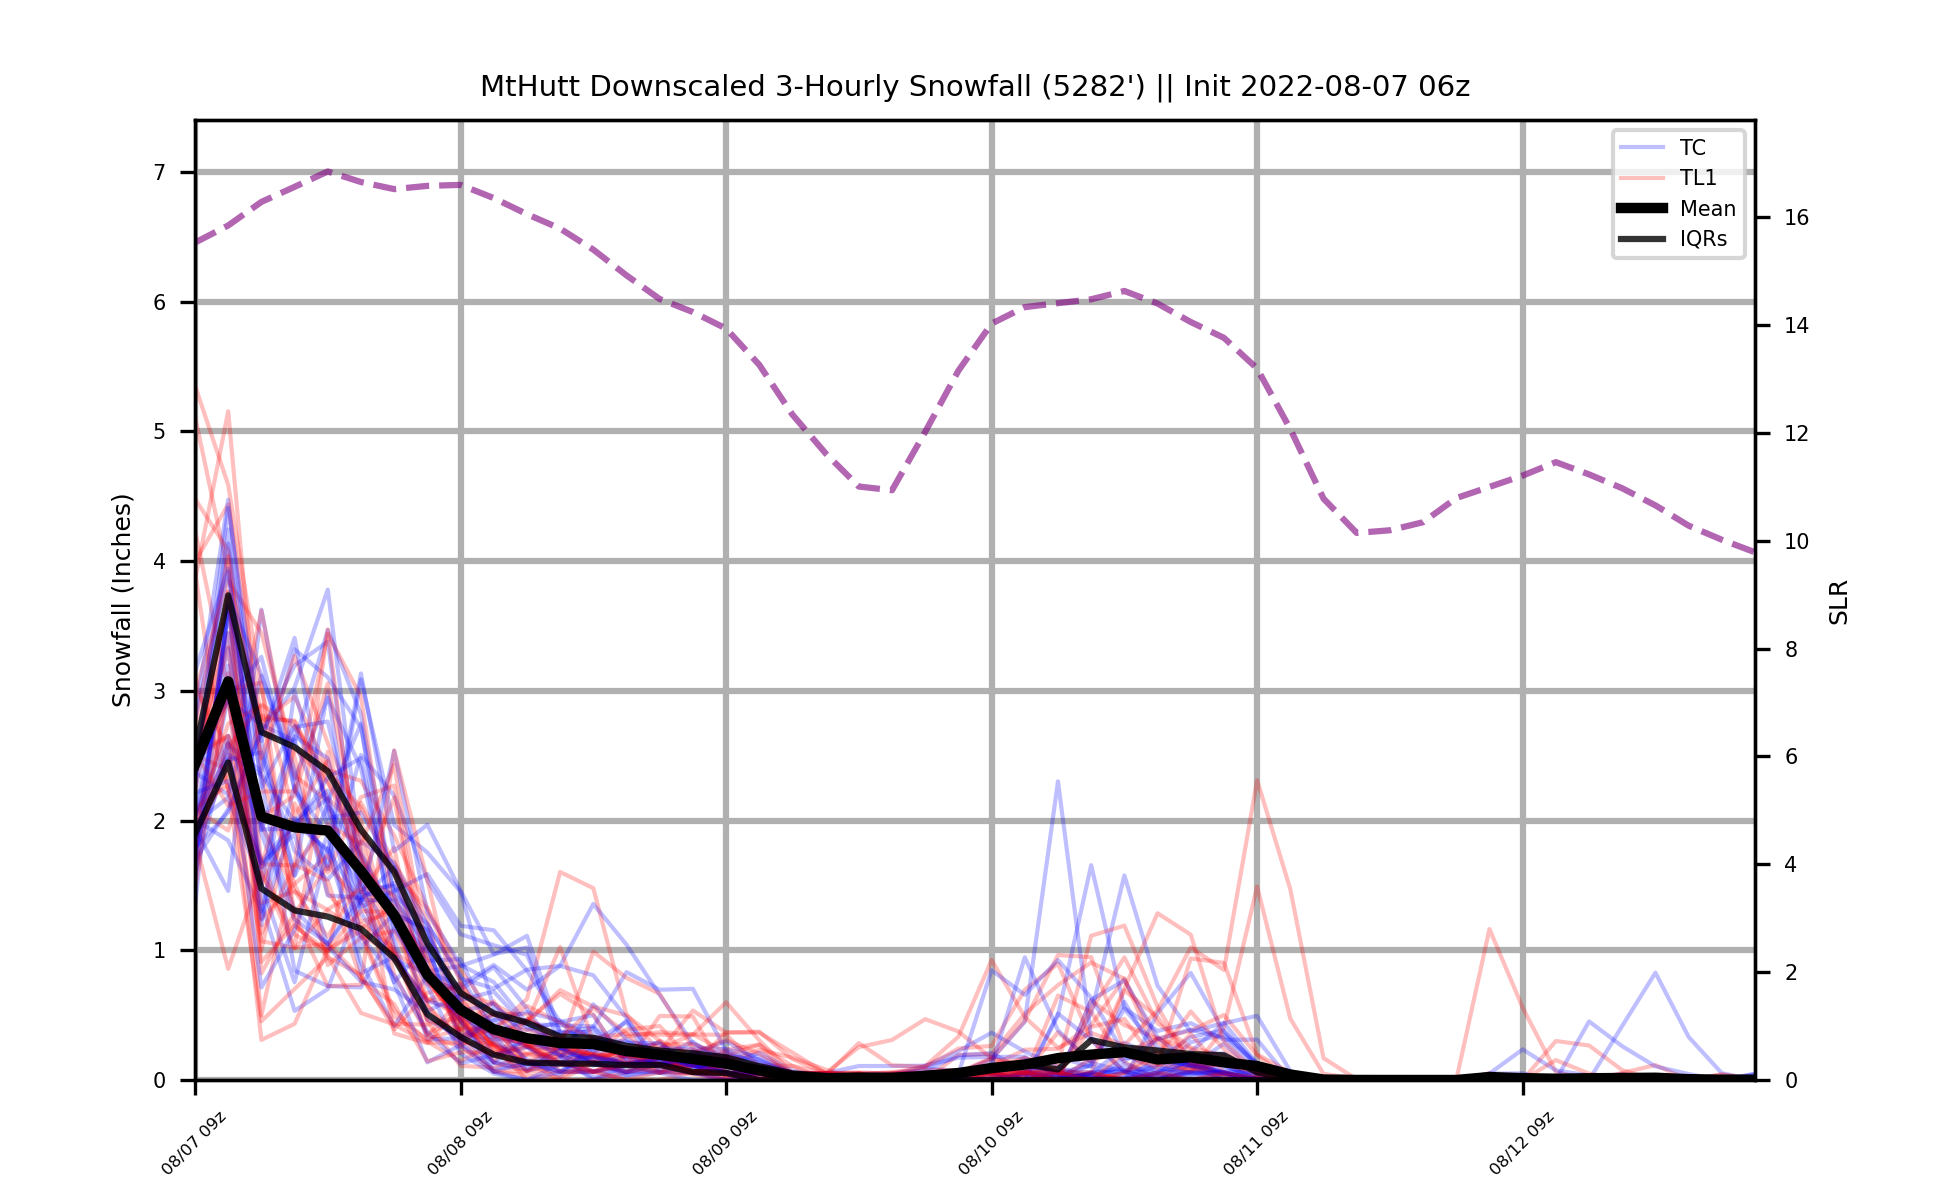 MtHutt Downscaled 3-Hourly Snowfall (5282') || Init 2022-08-07 06z
TC
TL1
Mean
IQRs
Snowfall (Inches)
7
6
5
4
3
2
1
0
SLR
16
14
12
10
8
6
4
2
0
08/07 09z
08/08 09z
08/09 09z
08/10 09z
08/11 09z
08/12 09z